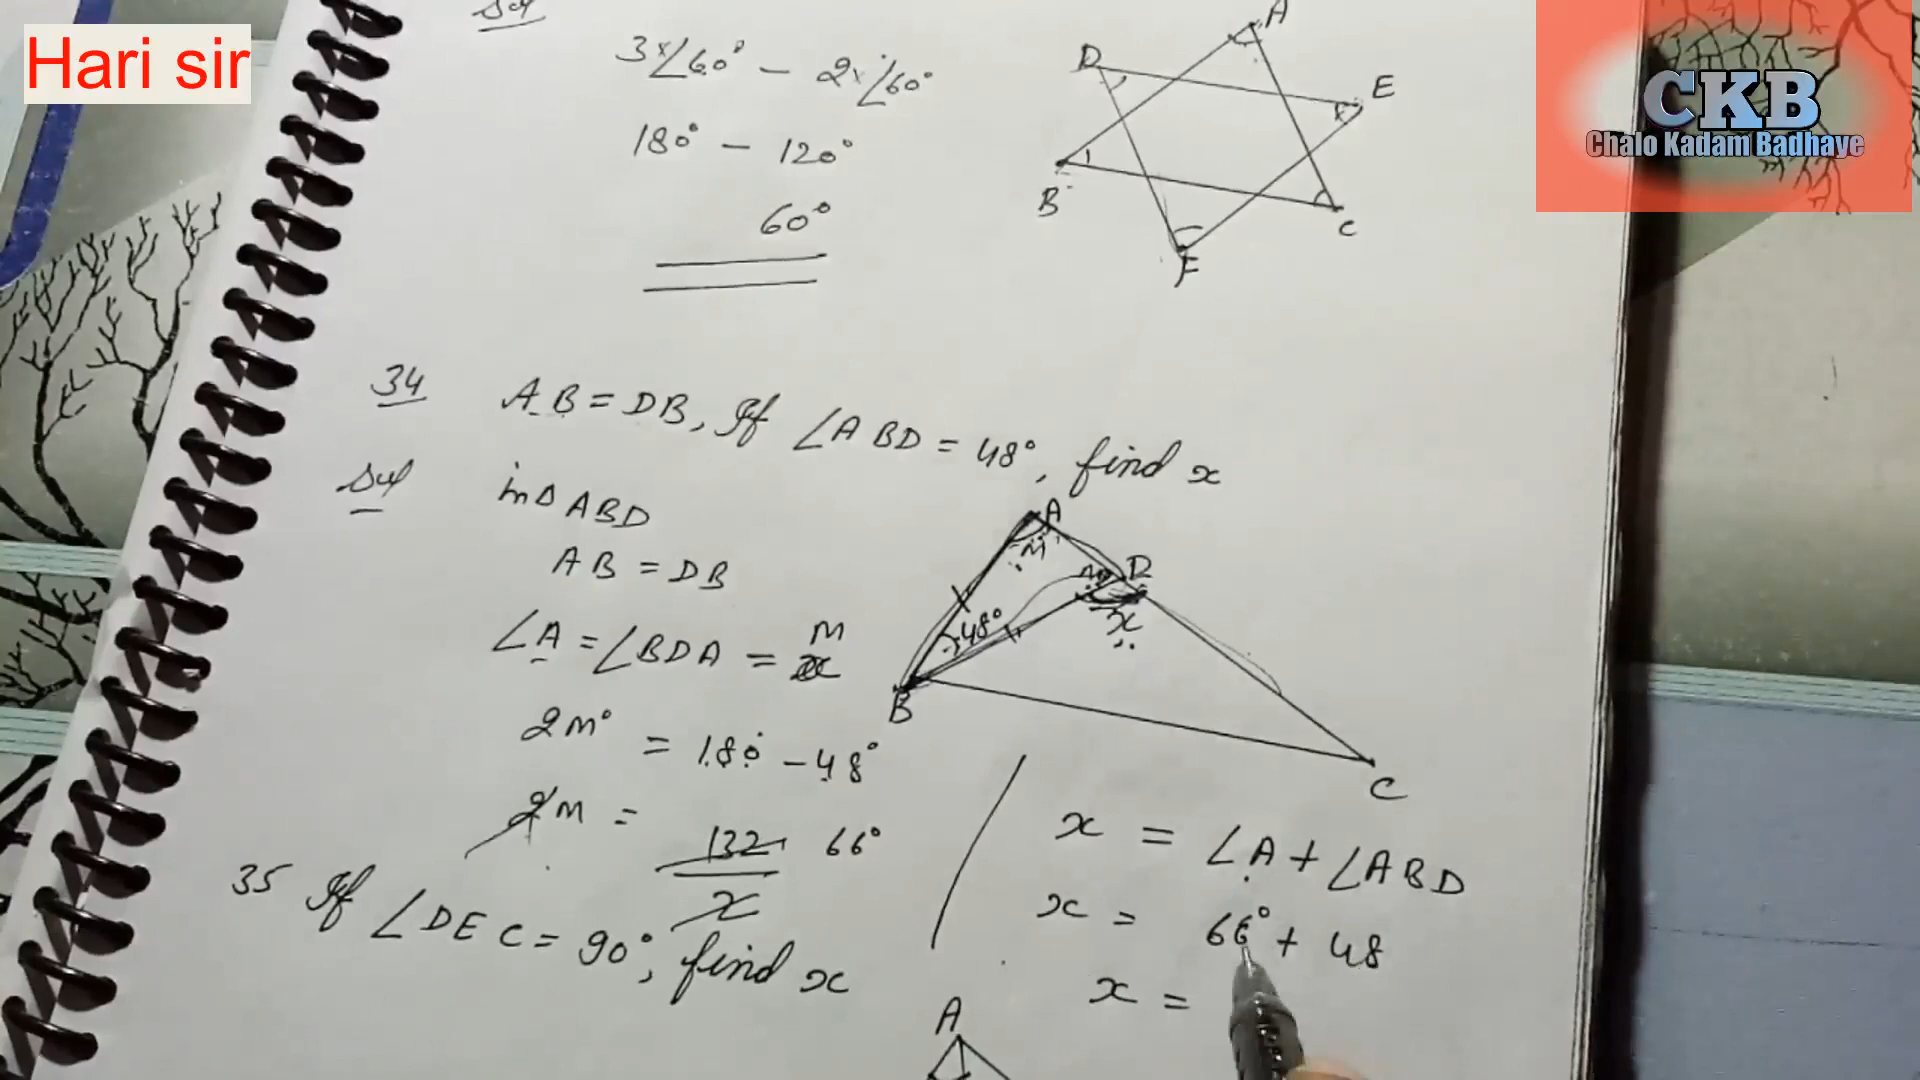 Hari sir
CKB
Chalo Kadam Badhaye
Sol
3×∠60° - 2×∠60°
180° - 120°
60°
A
D
E
B
C
F
34 AB = DB, If ∠ABD = 48°, find x
Sol in Δ ABD
AB = DB
∠A = ∠BDA = M
2M° = 180° - 48°
2M = 132 66°
A
M
M
D
48°
x
B
C
x = ∠A + ∠ABD
x = 66° + 48
x =
35 If ∠DEC = 90°, find x
A